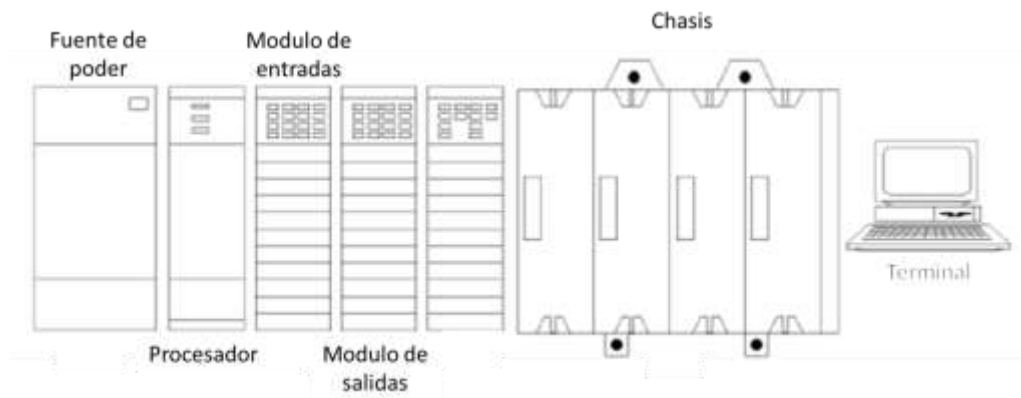 Chasis
Fuente de
poder
Modulo de
entradas
Terminal
Procesador
Modulo de
salidas